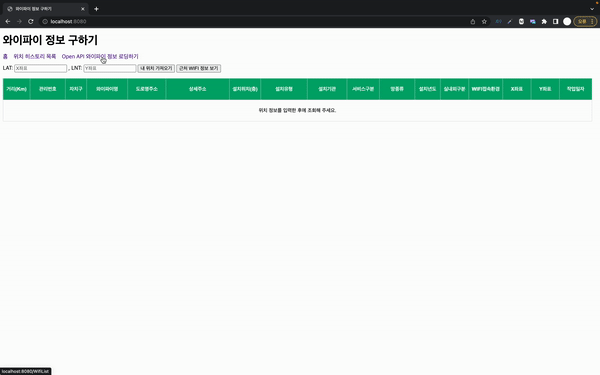 와이파이 정보 구하기
localhost:8080
오류
와이파이 정보 구하기
홈 위치 히스토리 목록 Open API 와이파이 정보 로딩하기
LAT: X좌표 , LNT: Y좌표 내 위치 가져오기 근처 WIFI 정보 보기
거리(Km) 관리번호 자치구 와이파이명 도로명주소 상세주소 설치위치(층) 설치유형 설치기관 서비스구분 망종류 설치년도 실내외구분 WIFI접속환경 X좌표 Y좌표 작업일자
위치 정보를 입력한 후에 조회해 주세요.
localhost:8080/WifiList